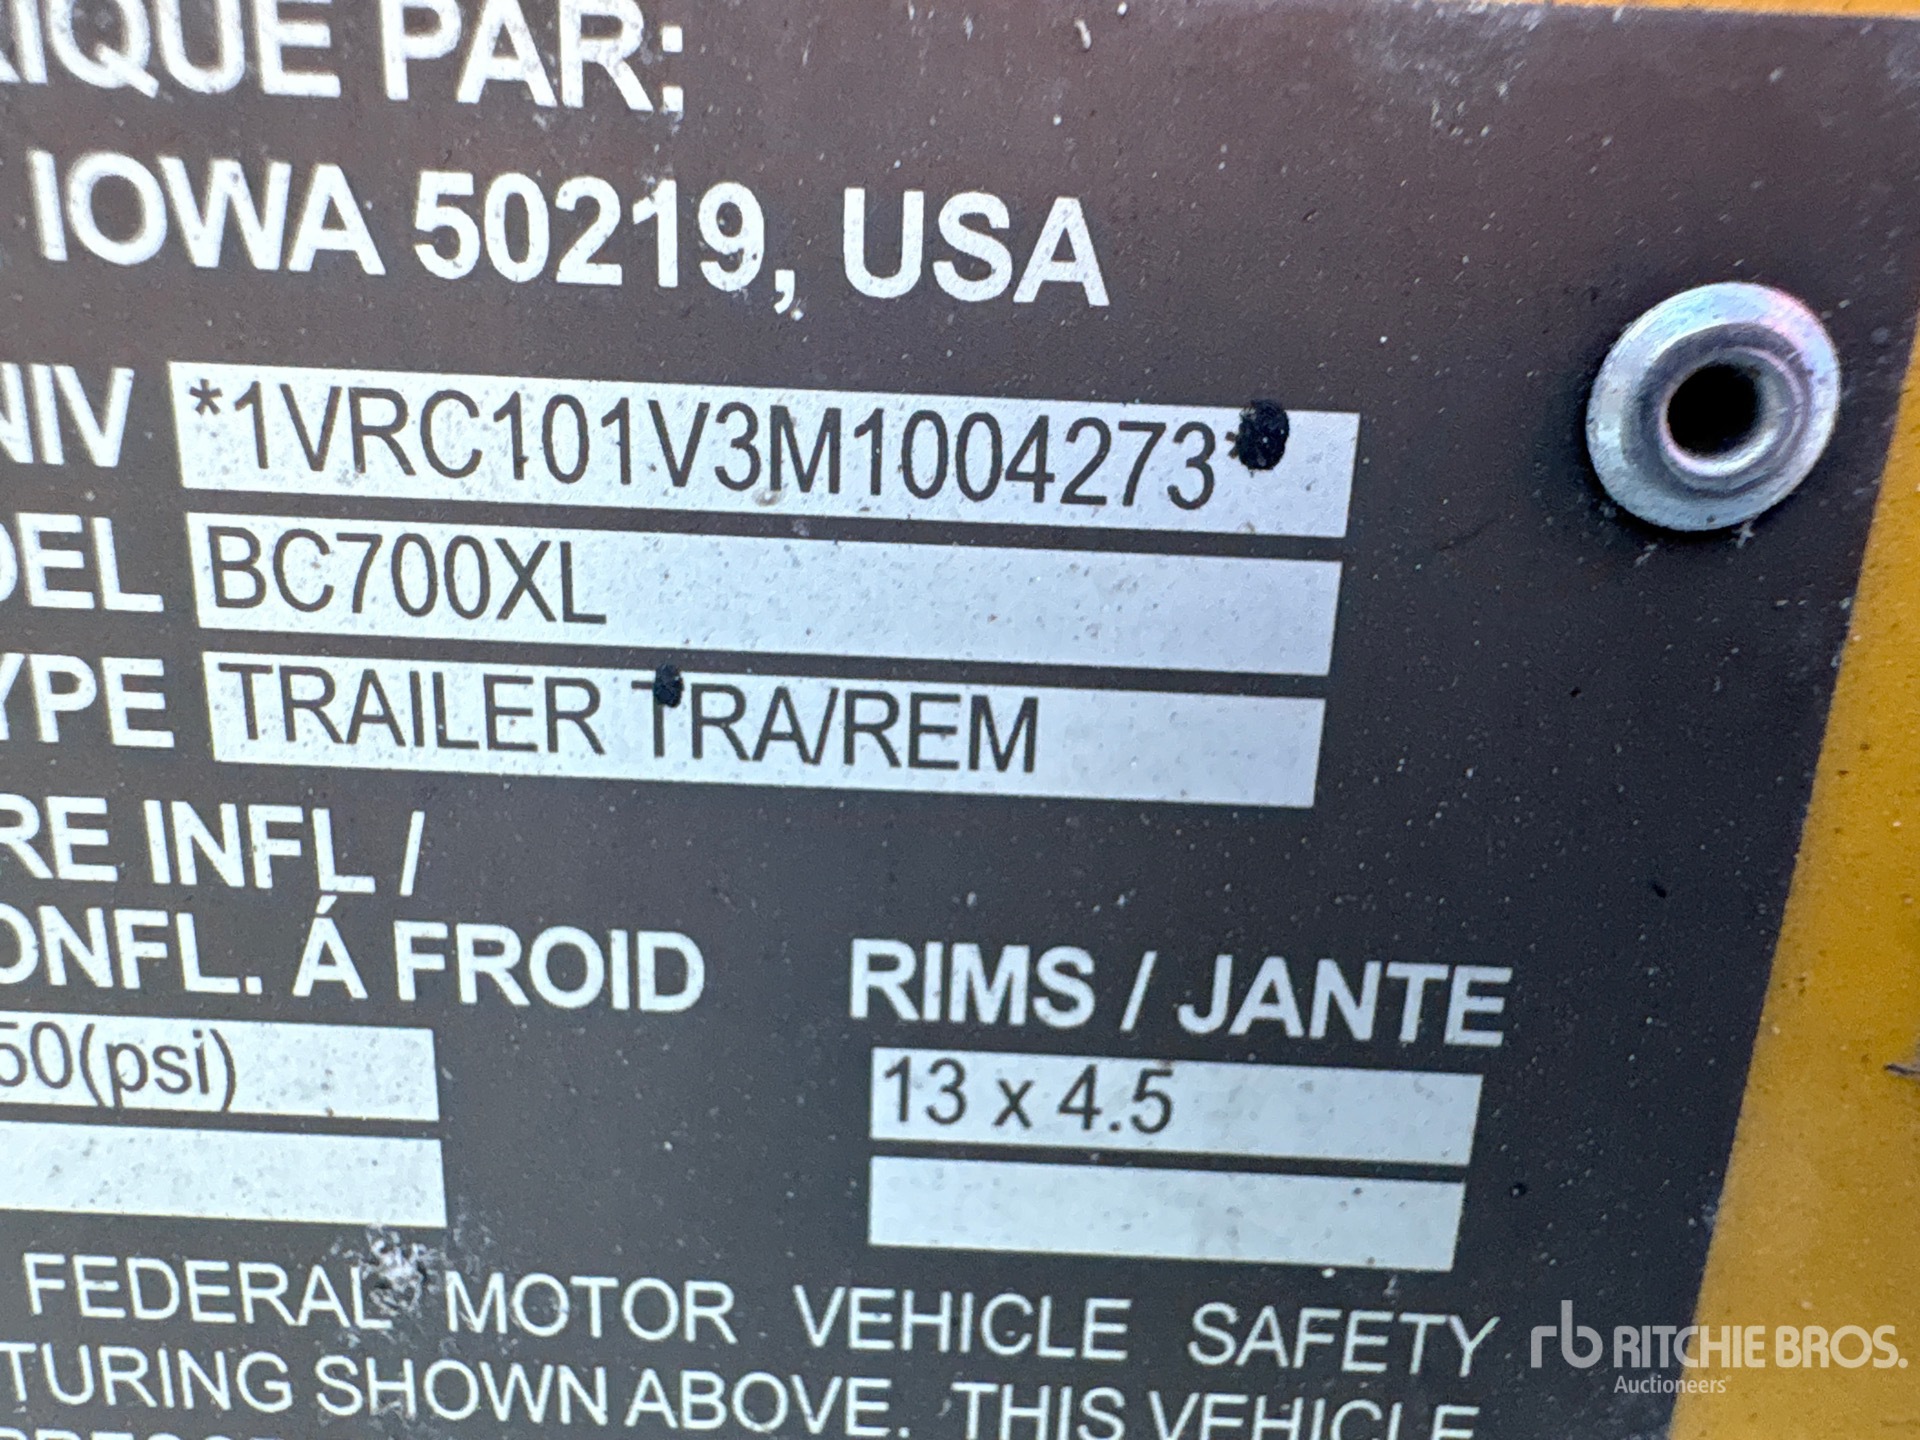 RIQUE PAR:
IOWA 50219, USA
NIV *1VRC101V3M1004273*
DEL BC700XL
YPE TRAILER TRA/REM
RE INFL /
ONFL. Á FROID RIMS / JANTE
50(psi) 13 x 4.5
FEDERAL MOTOR VEHICLE SAFETY
TURING SHOWN ABOVE. THIS VEHICLE
rb RITCHIE BROS.
Auctioneers